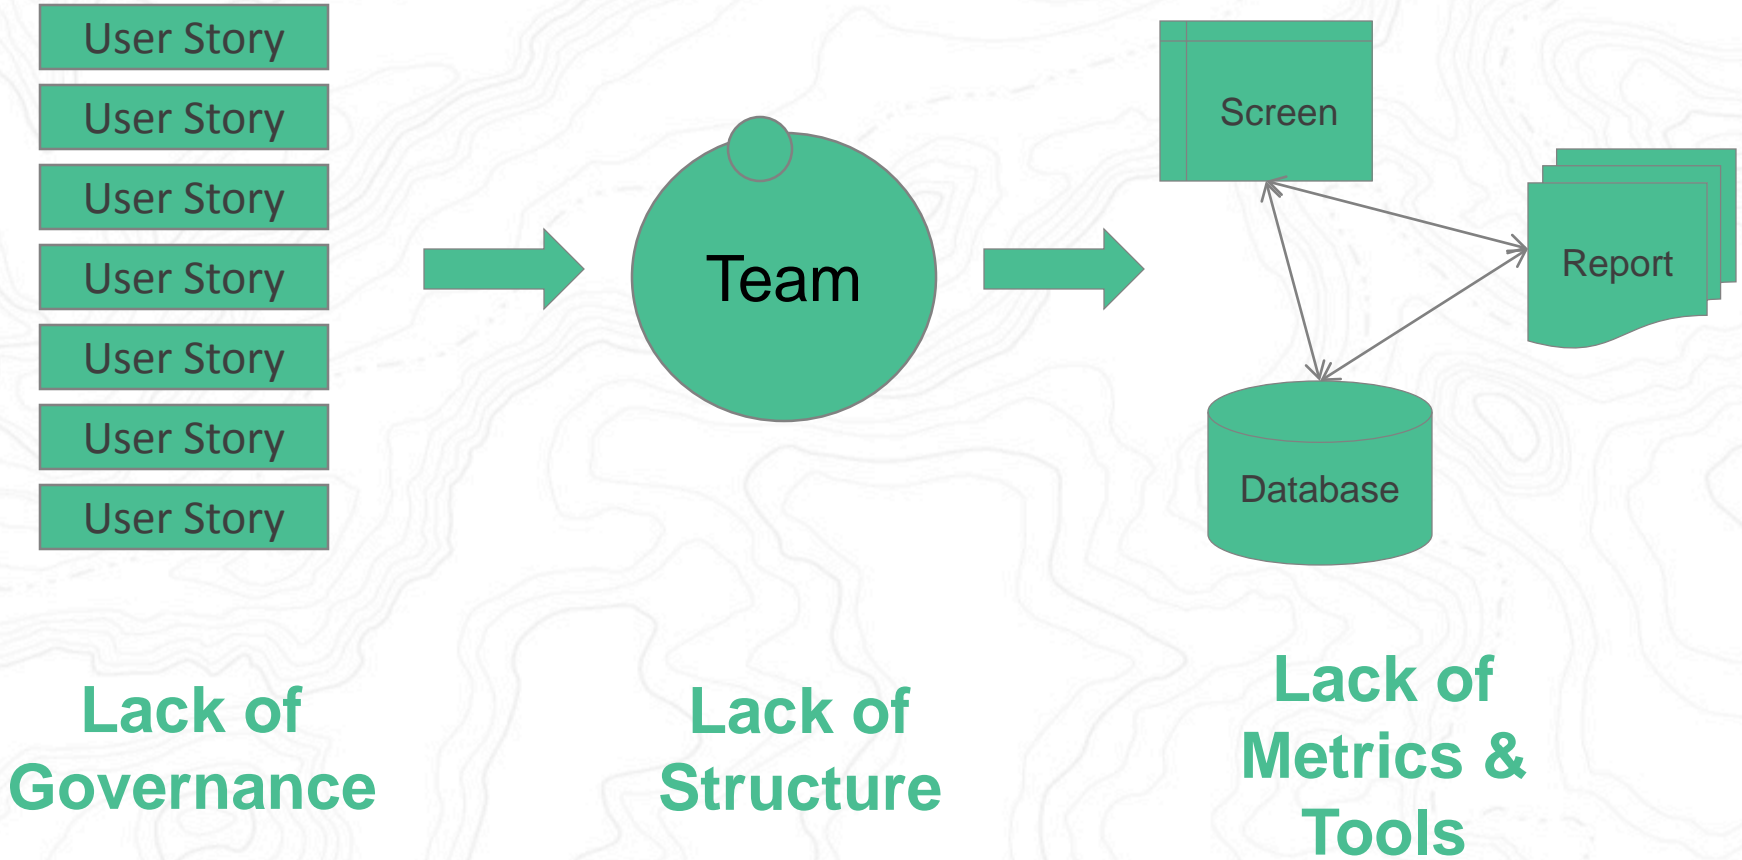 User Story
User Story
User Story
User Story
User Story
User Story
User Story
Team
Screen
Report
Database
Lack of
Governance
Lack of
Structure
Lack of
Metrics &
Tools